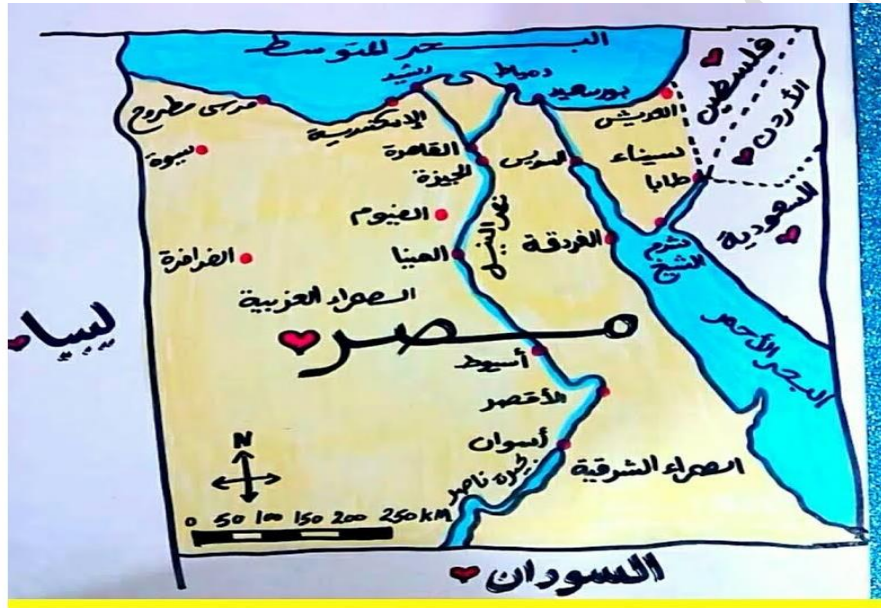 البحر المتوسط
فلسطين
الأردن
السعودية
رشيد
دمياط
بورسعيد
العريش
مرسى مطروح
الإسكندرية
سيوة
القاهرة
الجيزة
السويس
سيناء
طابا
الفيوم
نهر النيل
الفرافرة
المينا
الغردقة
شرم
الشيخ
الصحراء الغربية
ليبيا
مصر
البحر الأحمر
أسيوط
الأقصر
أسوان
بحيرة ناصر
الصحراء الشرقية
N
0 50 100 150 200 250 KM
السودان